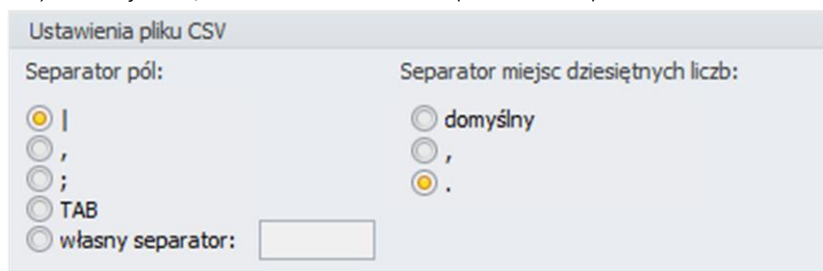 Ustawienia pliku CSV
Separator pól:
|
,
;
TAB
własny separator:
Separator miejsc dziesiętnych liczb:
domyślny
,
.